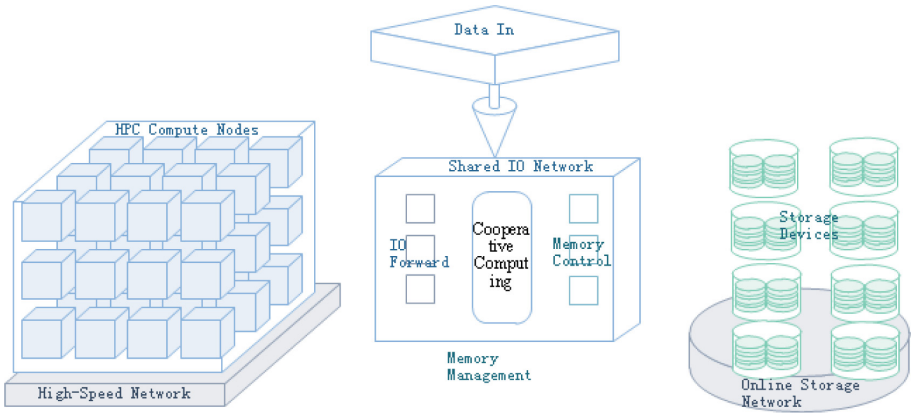 Data In
HPC Compute Nodes
Shared IO Network
IO
Forward
Coopera
tive
Comput
ing
Memory
Control
Storage
Devices
Memory
Management
High-Speed Network
Online Storage
Network